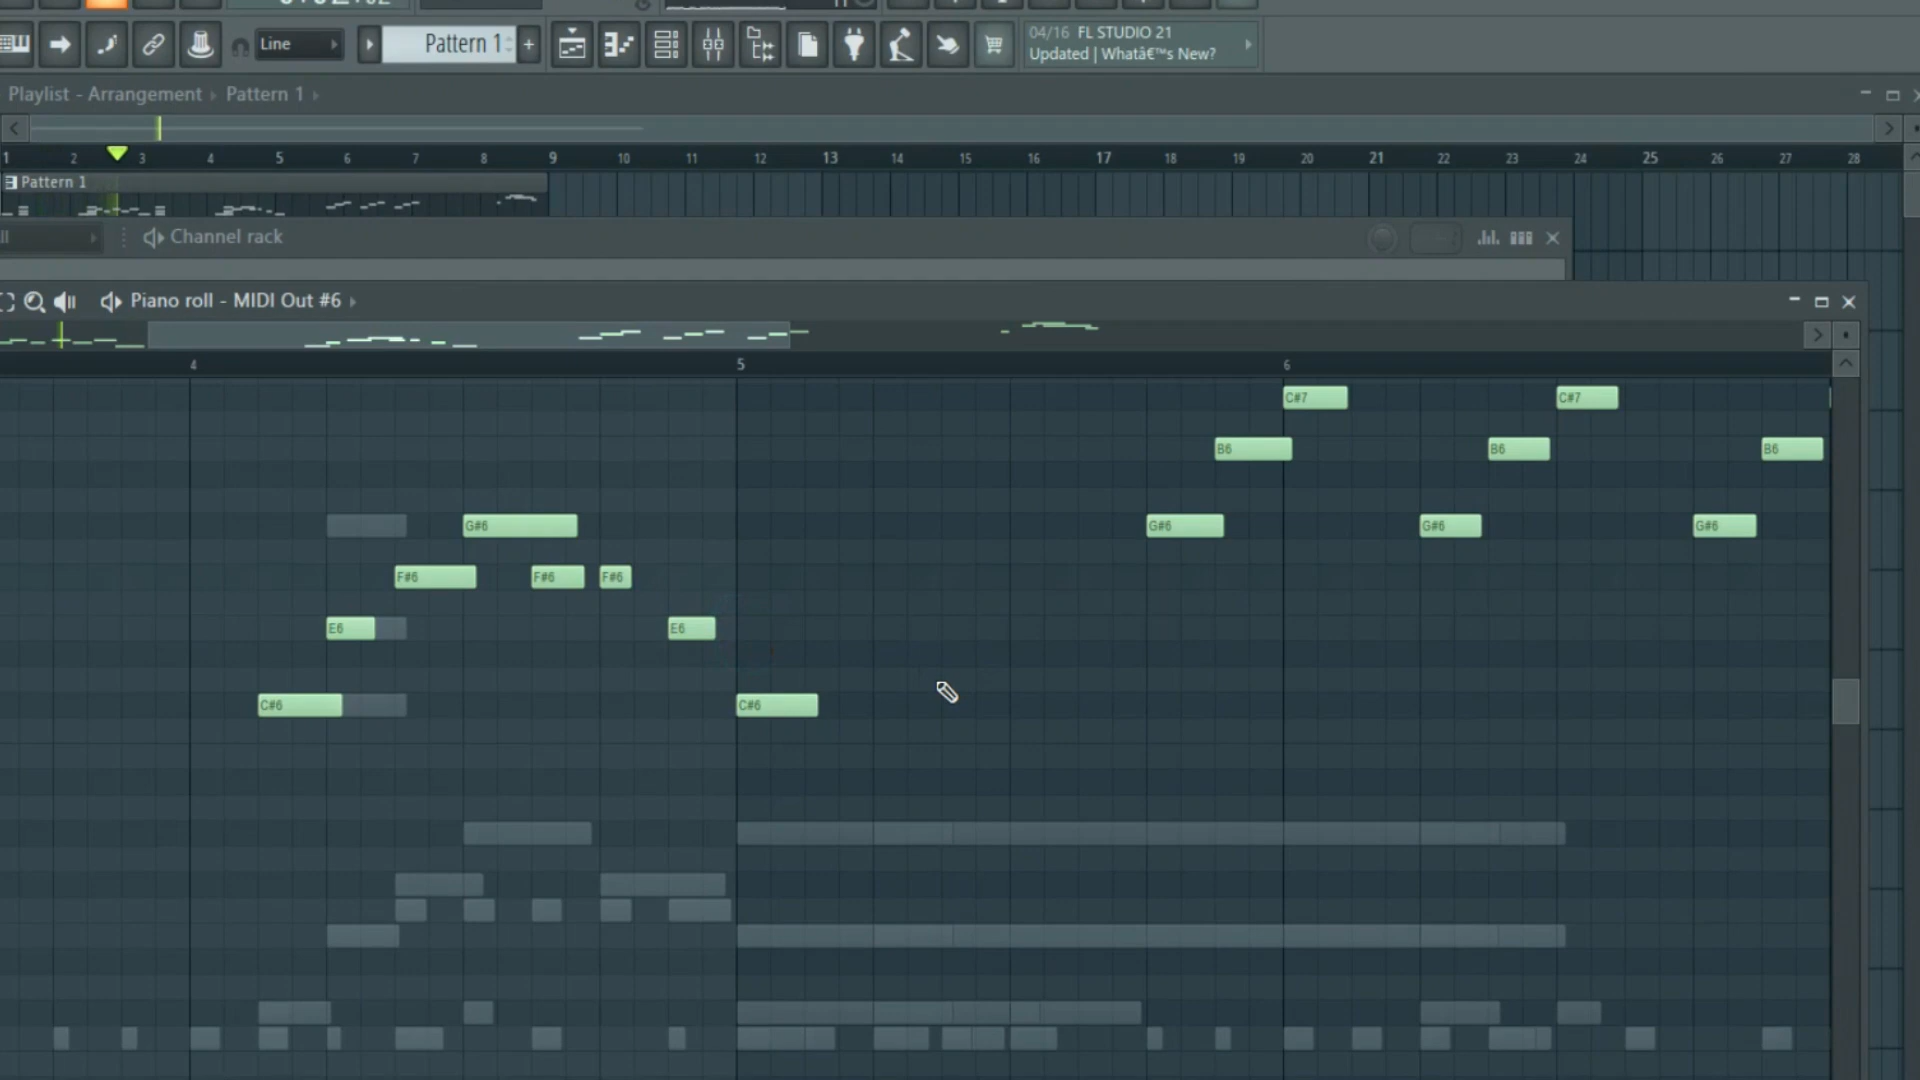 Line
Pattern 1
+
04/16 FL STUDIO 21
Updated | Whatâ€™s New?
Playlist - Arrangement
Pattern 1
1 2 3 4 5 6 7 8 9 10 11 12 13 14 15 16 17 18 19 20 21 22 23 24 25 26 27 28
Pattern 1
ll
Channel rack
Piano roll - MIDI Out #6
4 5 6
C#7 C#7
B6 B6 B6
G#6 G#6 G#6 G#6
F#6 F#6 F#6
E6 E6
C#6 C#6